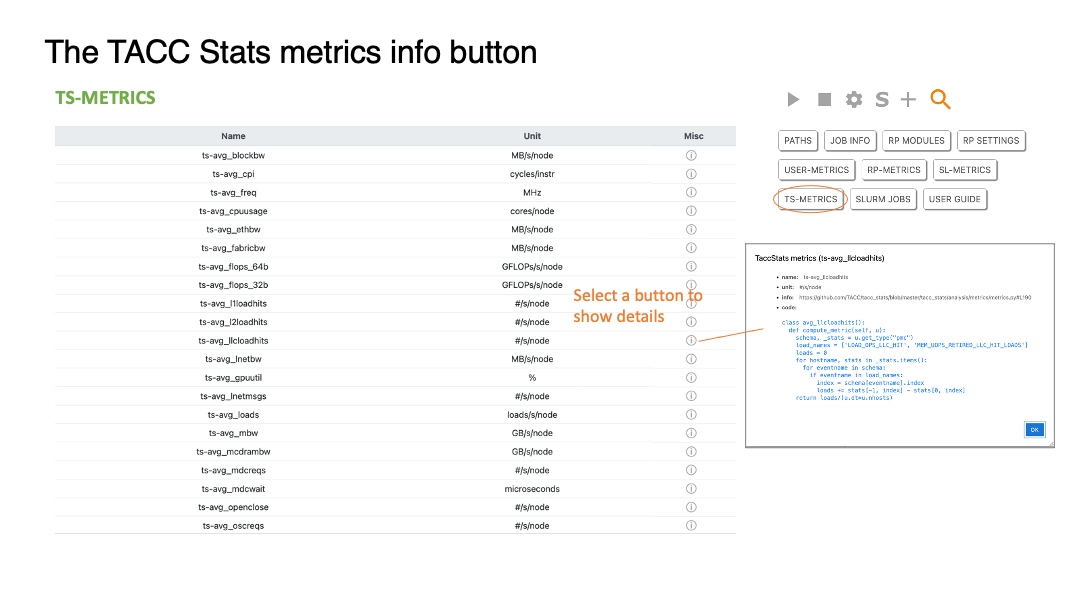 The TACC Stats metrics info button
TS-METRICS
Name Unit Misc
ts-avg_blockbw MB/s/node
ts-avg_cpi cycles/instr
ts-avg_freq MHz
ts-avg_cpuusage cores/node
ts-avg_ethbw MB/s/node
ts-avg_fabricbw MB/s/node
ts-avg_flops_64b GFLOPs/s/node
ts-avg_flops_32b GFLOPs/s/node
ts-avg_l1loadhits #/s/node
ts-avg_l2loadhits #/s/node
ts-avg_llcloadhits #/s/node
ts-avg_lnetbw MB/s/node
ts-avg_gpuutil %
ts-avg_lnetmsgs #/s/node
ts-avg_loads loads/s/node
ts-avg_mbw GB/s/node
ts-avg_mcdrambw GB/s/node
ts-avg_mdcreqs #/s/node
ts-avg_mdcwait microseconds
ts-avg_openclose #/s/node
ts-avg_oscreqs #/s/node
Select a button to
show details
S
PATHS JOB INFO RP MODULES RP SETTINGS
USER-METRICS RP-METRICS SL-METRICS
TS-METRICS SLURM JOBS USER GUIDE
TaccStats metrics (ts-avg_llcloadhits)
• name: ts-avg_llcloadhits
• unit: #/s/node
• info: https://github.com/TACC/tacc_stats/blob/master/tacc_stats/analysis/metrics/metrics.py#L190
• code:
class avg_llcloadhits():
def compute_metric(self, u):
schema, _stats = u.get_type("pmc")
load_names = ['LOAD_OPS_LLC_HIT', 'MEM_UOPS_RETIRED_LLC_HIT_LOADS']
loads = 0
for hostname, stats in _stats.items():
for eventname in schema:
if eventname in load_names:
index = schema[eventname].index
loads += stats[-1, index] - stats[0, index]
return loads/(u.dt*u.nhosts)
OK